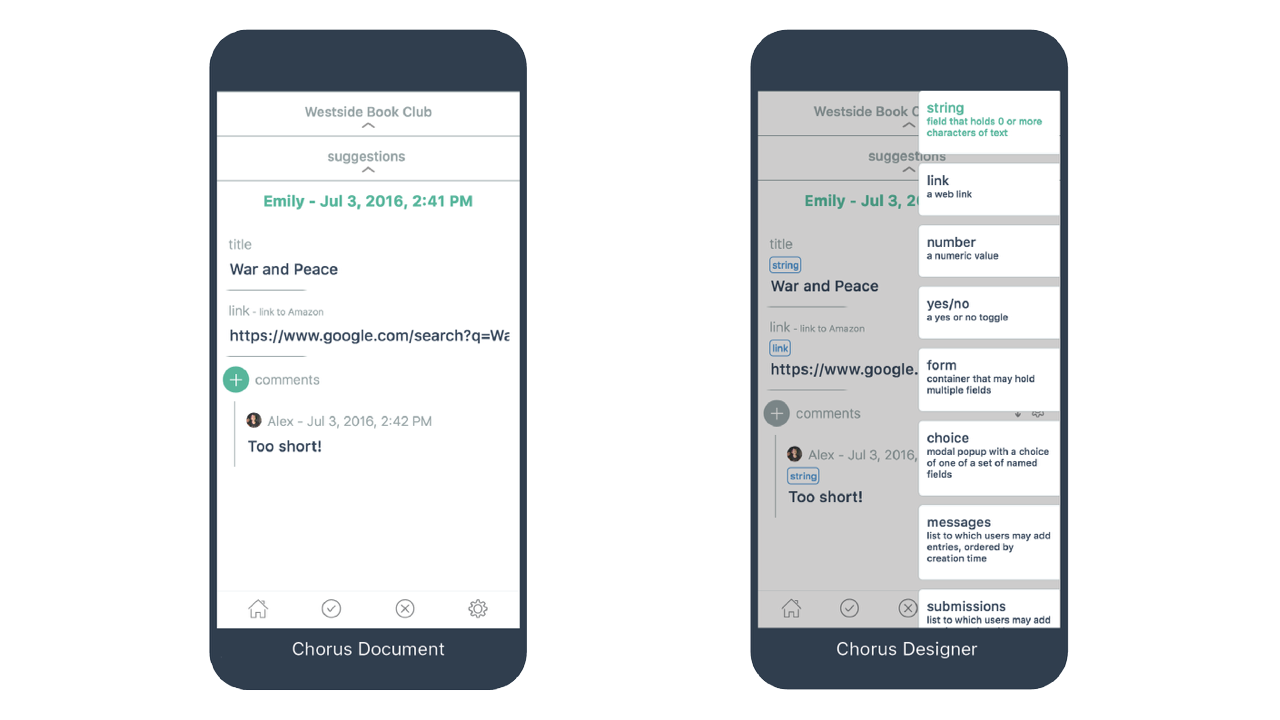 Westside Book Club
suggestions
Emily - Jul 3, 2016, 2:41 PM
title
War and Peace
link - link to Amazon
https://www.google.com/search?q=Wa
comments
Alex - Jul 3, 2016, 2:42 PM
Too short!
Chorus Document
Westside Book C
suggestions
Emily - Jul 3, 20
title
string
War and Peace
link - link to Amazon
link
https://www.google.
comments
Alex - Jul 3, 2016,
string
Too short!
string
field that holds 0 or more
characters of text
link
a web link
number
a numeric value
yes/no
a yes or no toggle
form
container that may hold
multiple fields
choice
modal popup with a choice
of one of a set of named
fields
messages
list to which users may add
entries, ordered by
creation time
submissions
list to which users may add
Chorus Designer